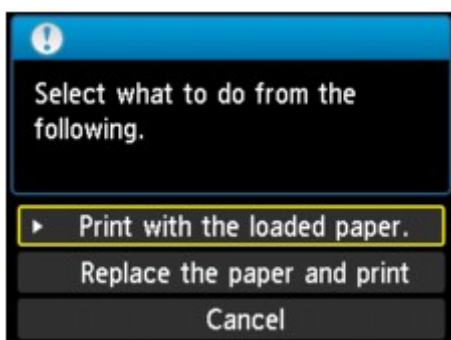 Select what to do from the
following.
Print with the loaded paper.
Replace the paper and print
Cancel